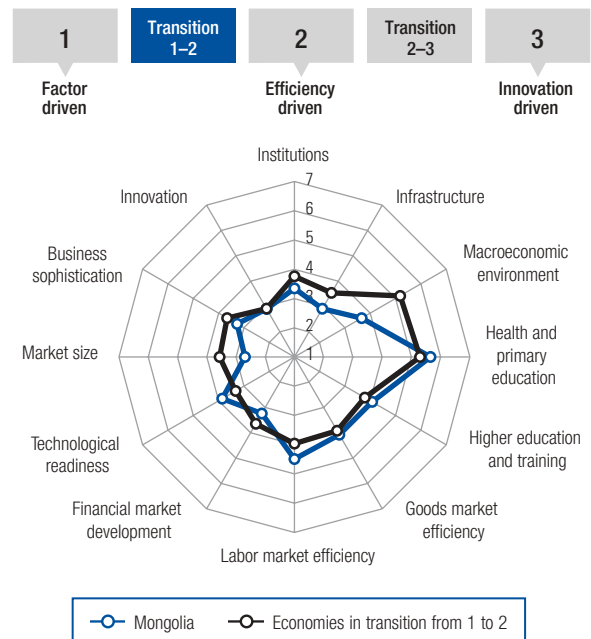 1
Transition
1–2
2
Transition
2–3
3
Factor
driven
Efficiency
driven
Innovation
driven
Institutions
Innovation
Infrastructure
Business
sophistication
Macroeconomic
environment
Market size
Health and
primary
education
Technological
readiness
Higher education
and training
Financial market
development
Goods market
efficiency
Labor market efficiency
7
6
5
4
3
2
1
Mongolia
Economies in transition from 1 to 2